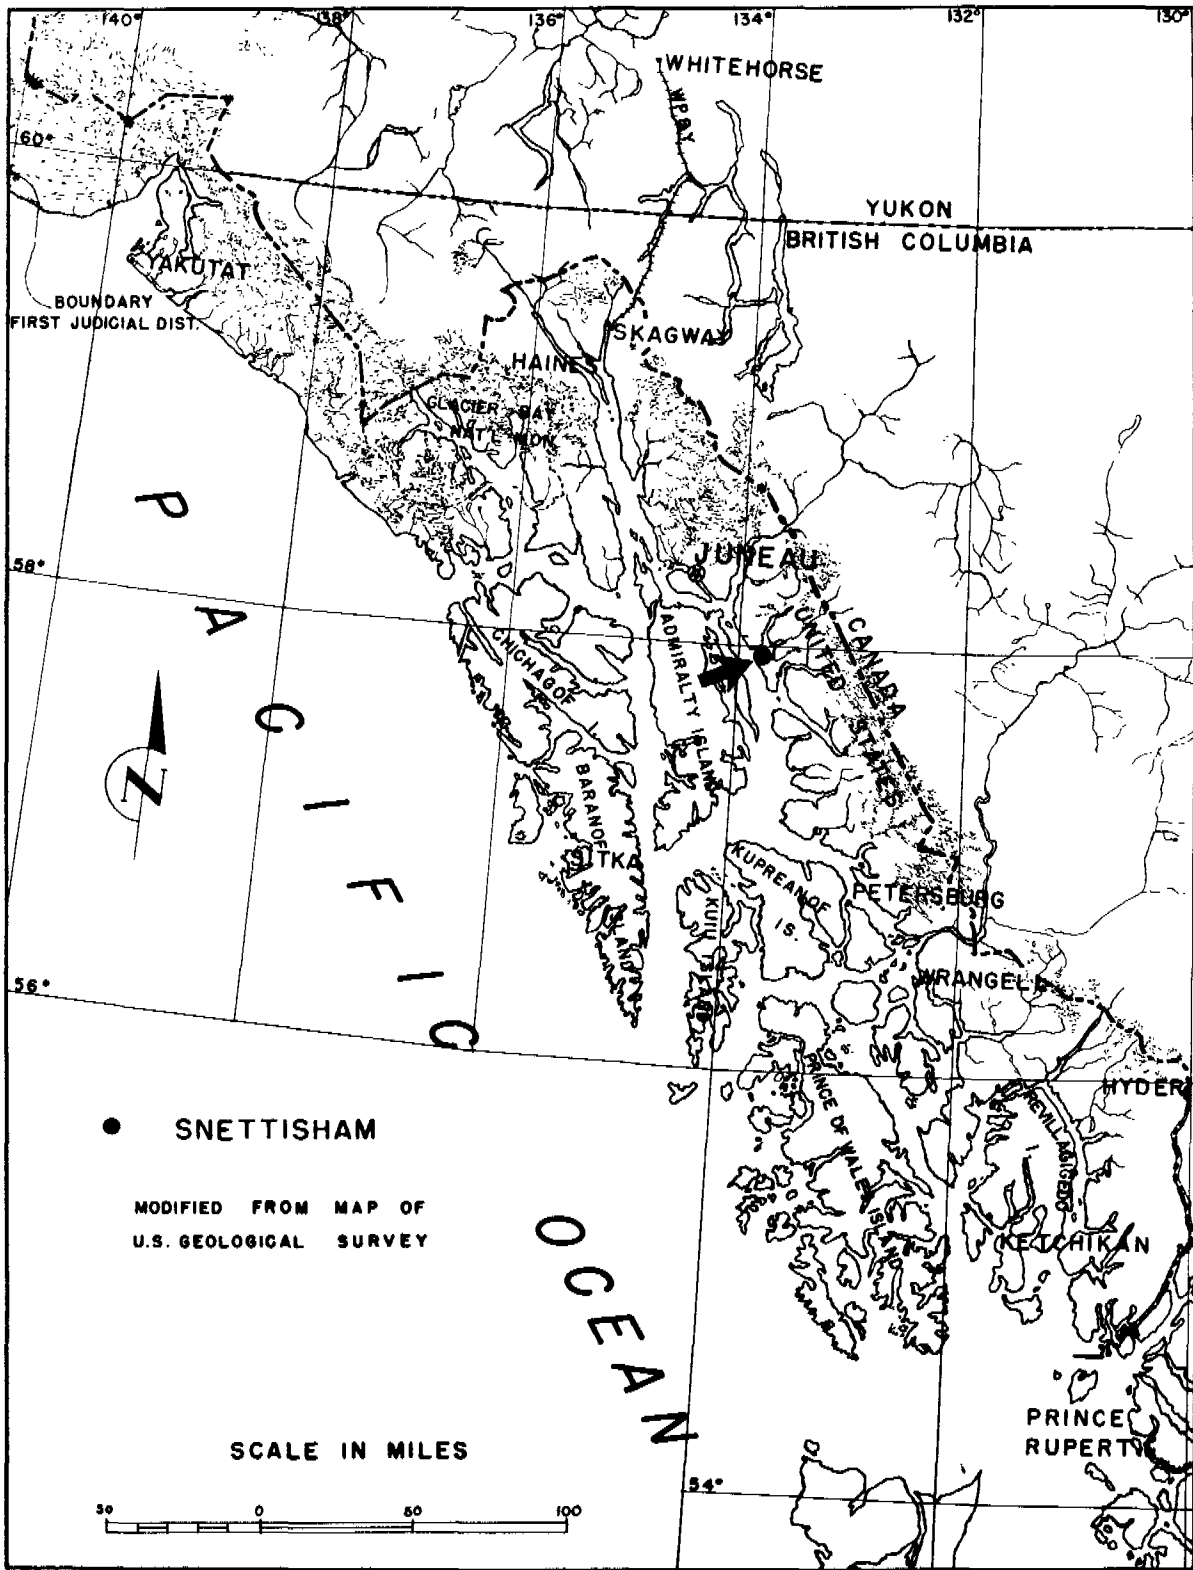 140° 138° 136° 134° 132° 130°
WHITEHORSE
WP&Y
60°
YUKON
BRITISH COLUMBIA
YAKUTAT
BOUNDARY
FIRST JUDICIAL DIST.
SKAGWAY
HAINES
GLACIER BAY
NAT'L MON.
JUNEAU
58°
CANADA
UNITED STATES
ADMIRALTY ISLAND
CHICHAGOF
BARANOF ISLAND
SITKA
KUPREANOF
IS.
KUIU ISLAND
PETERSBURG
WRANGELL
56°
PACIFIC
OCEAN
N
PRINCE OF WALES ISLAND
REVILLAGIGEDO
I.
HYDER
KETCHIKAN
SNETTISHAM
MODIFIED FROM MAP OF
U.S. GEOLOGICAL SURVEY
PRINCE
RUPERT
54°
SCALE IN MILES
50 0 50 100